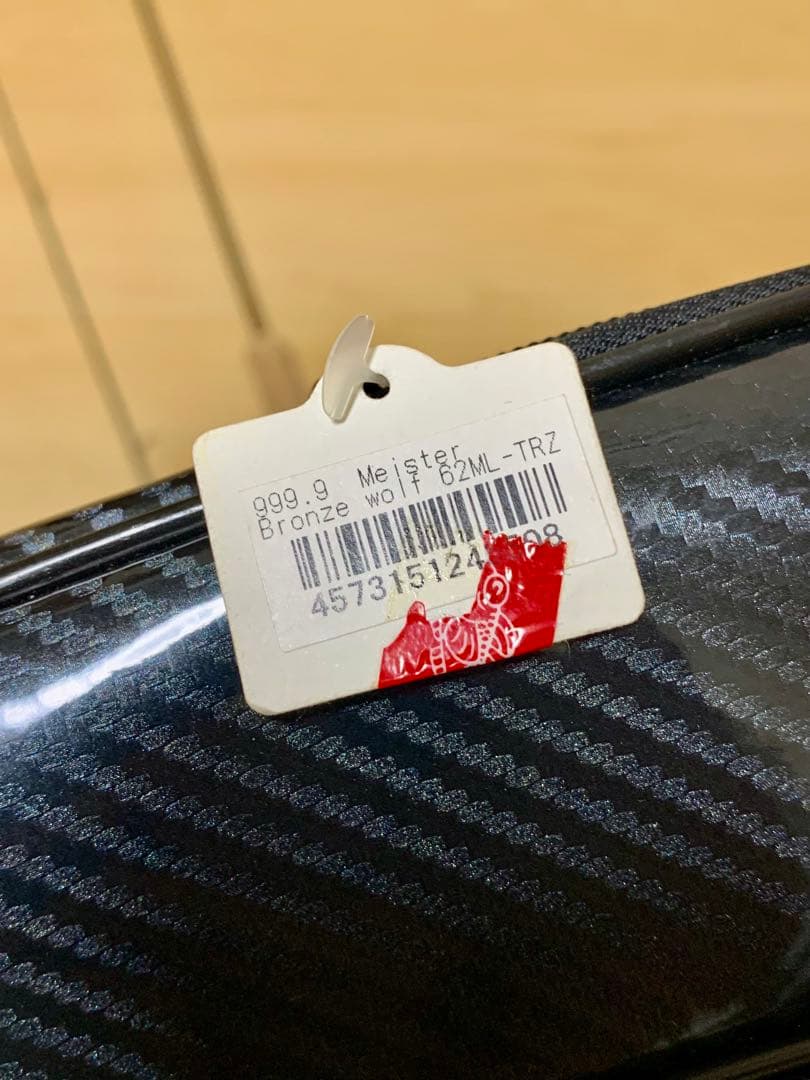 999.9 Meister
Bronze wolf 62ML-TRZ